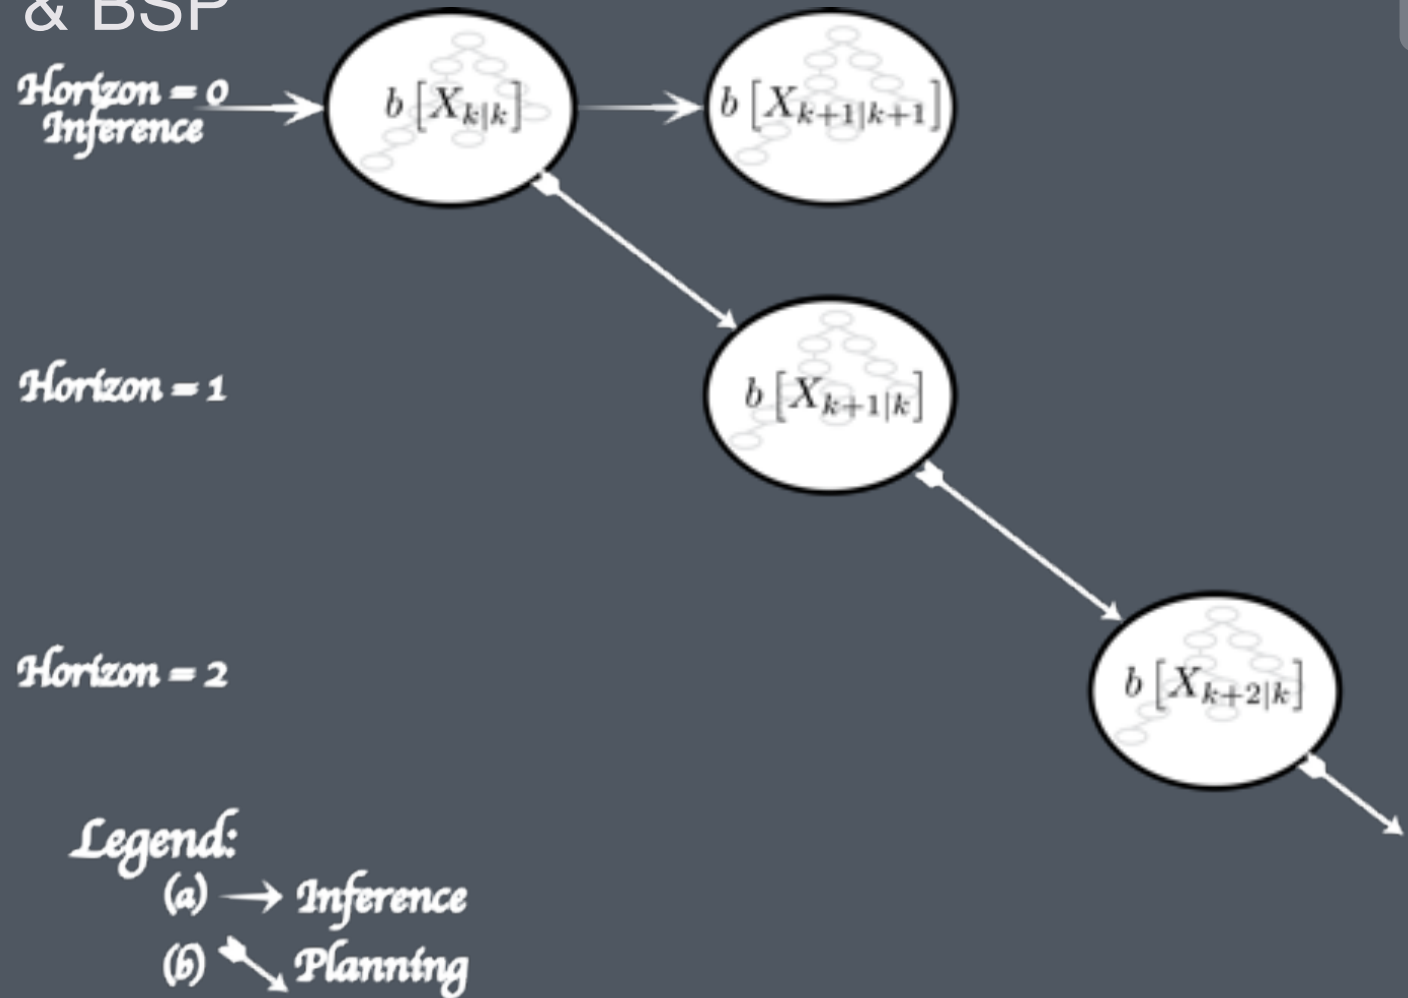 & BSP
Horizon = 0
Inference
b [X_{k|k}]
b [X_{k+1|k+1}]
Horizon = 1
b [X_{k+1|k}]
Horizon = 2
b [X_{k+2|k}]
Legend:
(a) → Inference
(b) ↘ Planning